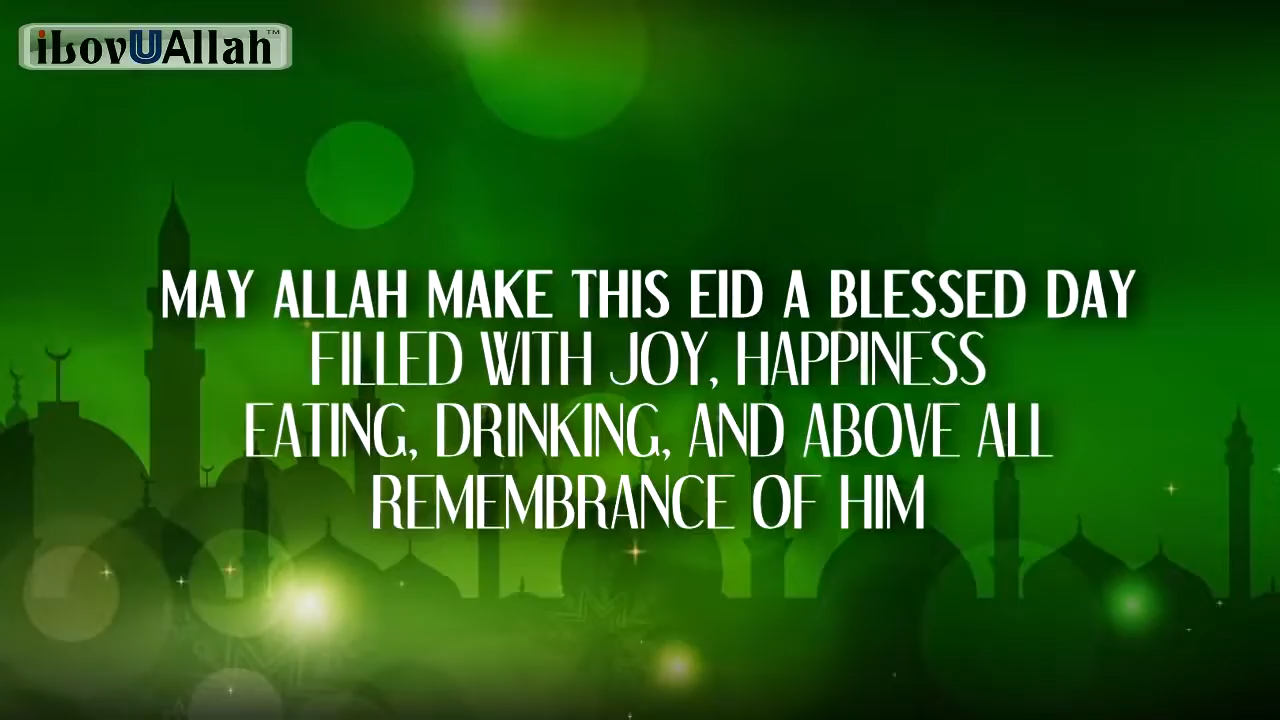 iLovUAllah™
MAY ALLAH MAKE THIS EID A BLESSED DAY
FILLED WITH JOY, HAPPINESS
EATING, DRINKING, AND ABOVE ALL
REMEMBRANCE OF HIM